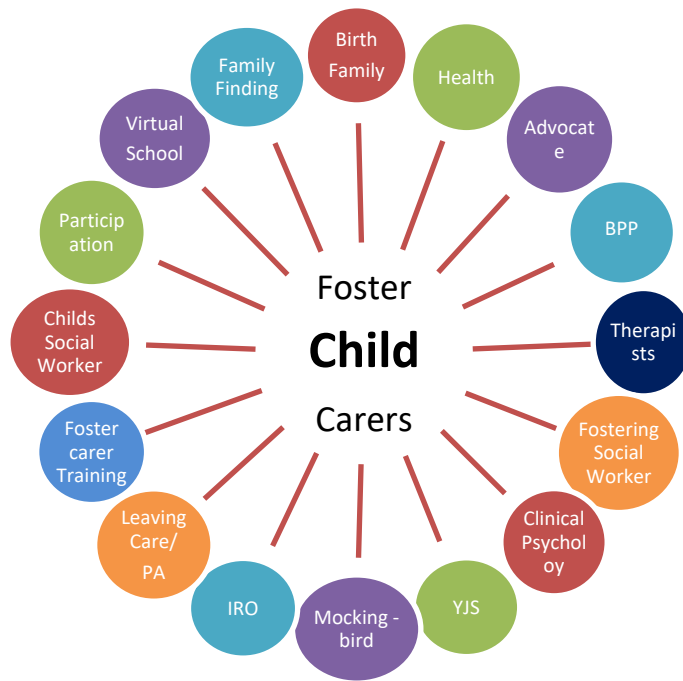 Birth
Family
Health
Advocat
e
BPP
Therapi
sts
Fostering
Social
Worker
Clinical
Psycholo
oy
YJS
Mocking -
bird
IRO
Leaving
Care/
PA
Foster
carer
Training
Childs
Social
Worker
Particip
ation
Virtual
School
Family
Finding
Foster
Child
Carers